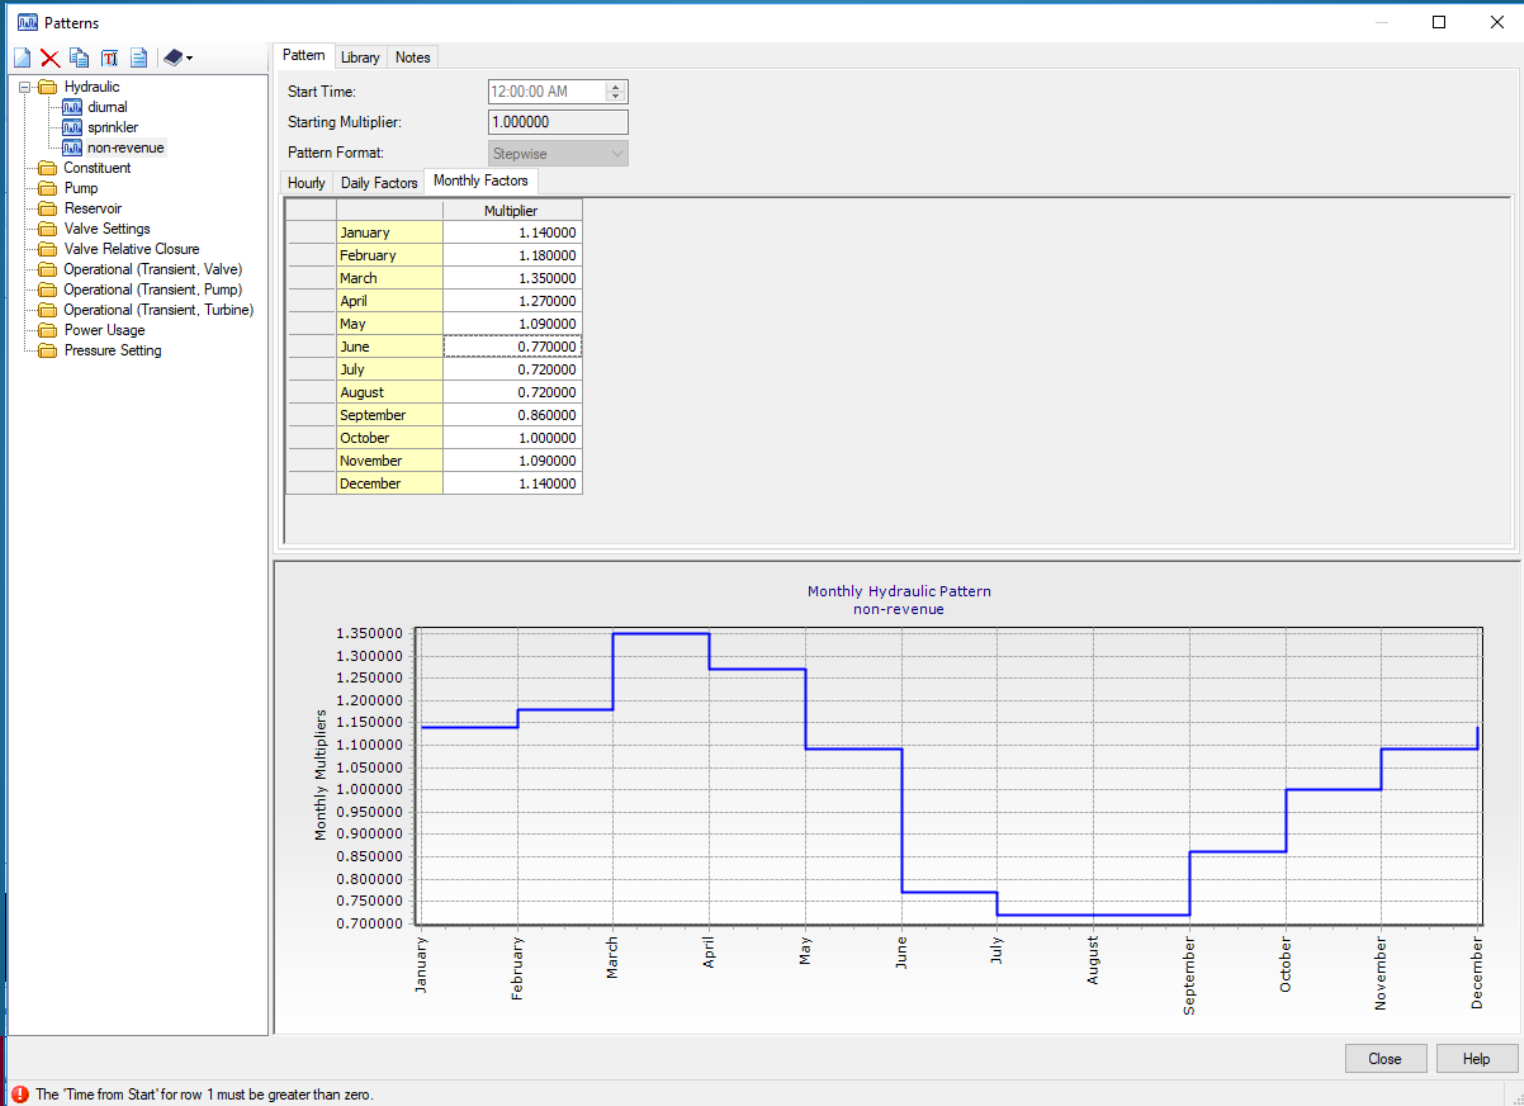 Patterns
Pattern Library Notes
Hydraulic
diurnal
sprinkler
non-revenue
Constituent
Pump
Reservoir
Valve Settings
Valve Relative Closure
Operational (Transient, Valve)
Operational (Transient, Pump)
Operational (Transient, Turbine)
Power Usage
Pressure Setting
Start Time: 12:00:00 AM
Starting Multiplier: 1.000000
Pattern Format: Stepwise
Hourly Daily Factors Monthly Factors
Multiplier
January 1.140000
February 1.180000
March 1.350000
April 1.270000
May 1.090000
June 0.770000
July 0.720000
August 0.720000
September 0.860000
October 1.000000
November 1.090000
December 1.140000
Monthly Hydraulic Pattern
non-revenue
Monthly Multipliers
1.350000
1.300000
1.250000
1.200000
1.150000
1.100000
1.050000
1.000000
0.950000
0.900000
0.850000
0.800000
0.750000
0.700000
January February March April May June July August September October November December
Close Help
The 'Time from Start' for row 1 must be greater than zero.